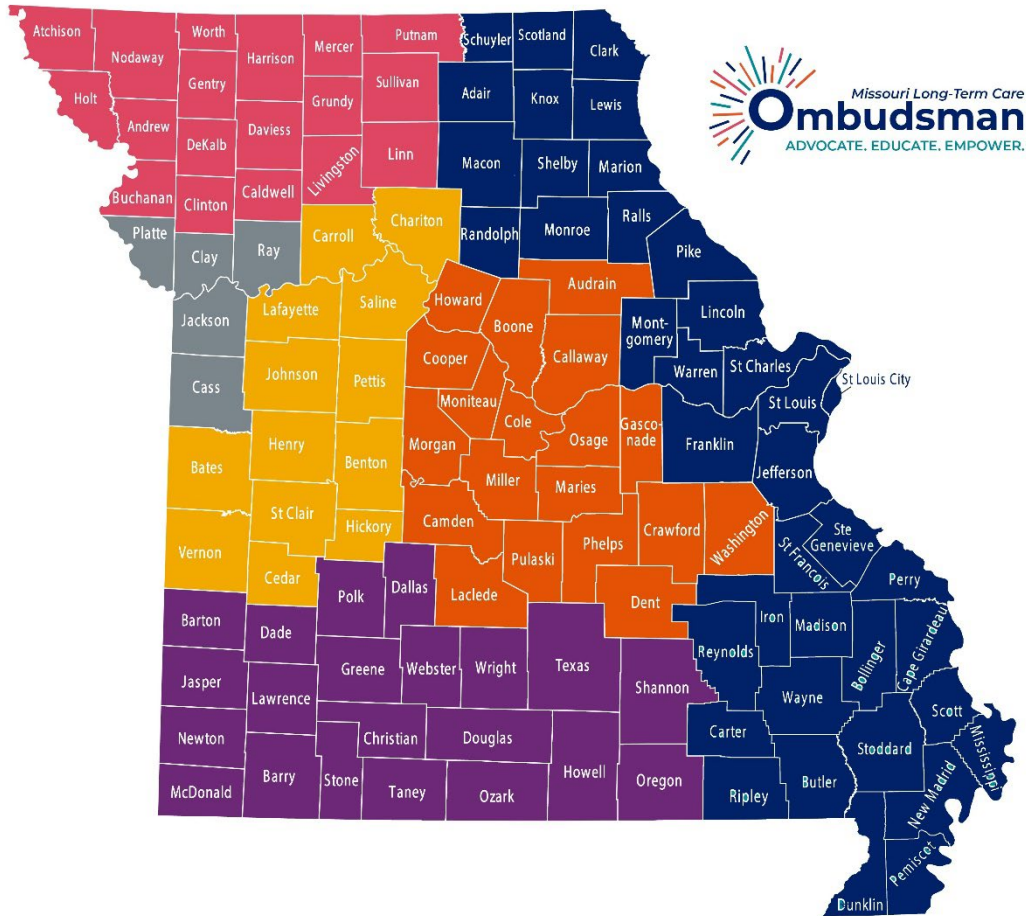 Atchison
Nodaway
Worth
Harrison
Mercer
Putnam
Schuyler
Scotland
Clark
Missouri Long-Term Care
Ombudsman
ADVOCATE. EDUCATE. EMPOWER.
Holt
Gentry
Sullivan
Adair
Knox
Lewis
Andrew
DeKalb
Daviess
Grundy
Livingston
Linn
Macon
Shelby
Marion
Buchanan
Clinton
Caldwell
Platte
Clay
Ray
Carroll
Chariton
Randolph
Monroe
Ralls
Pike
Jackson
Lafayette
Saline
Howard
Boone
Audrain
Callaway
Mont-
gomery
Lincoln
Warren
St Charles
St Louis City
St Louis
Cass
Johnson
Pettis
Cooper
Moniteau
Cole
Osage
Gasco-
nade
Franklin
Jefferson
Bates
Henry
Benton
Morgan
Miller
Maries
Vernon
St Clair
Hickory
Camden
Pulaski
Phelps
Crawford
Washington
St Francois
Ste
Genevieve
Perry
Cedar
Polk
Dallas
Laclede
Dent
Iron
Madison
Bollinger
Cape Girardeau
Barton
Dade
Greene
Webster
Wright
Texas
Shannon
Reynolds
Wayne
Scott
Mississippi
Jasper
Lawrence
Newton
Christian
Douglas
Carter
Stoddard
McDonald
Barry
Stone
Taney
Ozark
Howell
Oregon
Ripley
Butler
New Madrid
Pemiscot
Dunklin